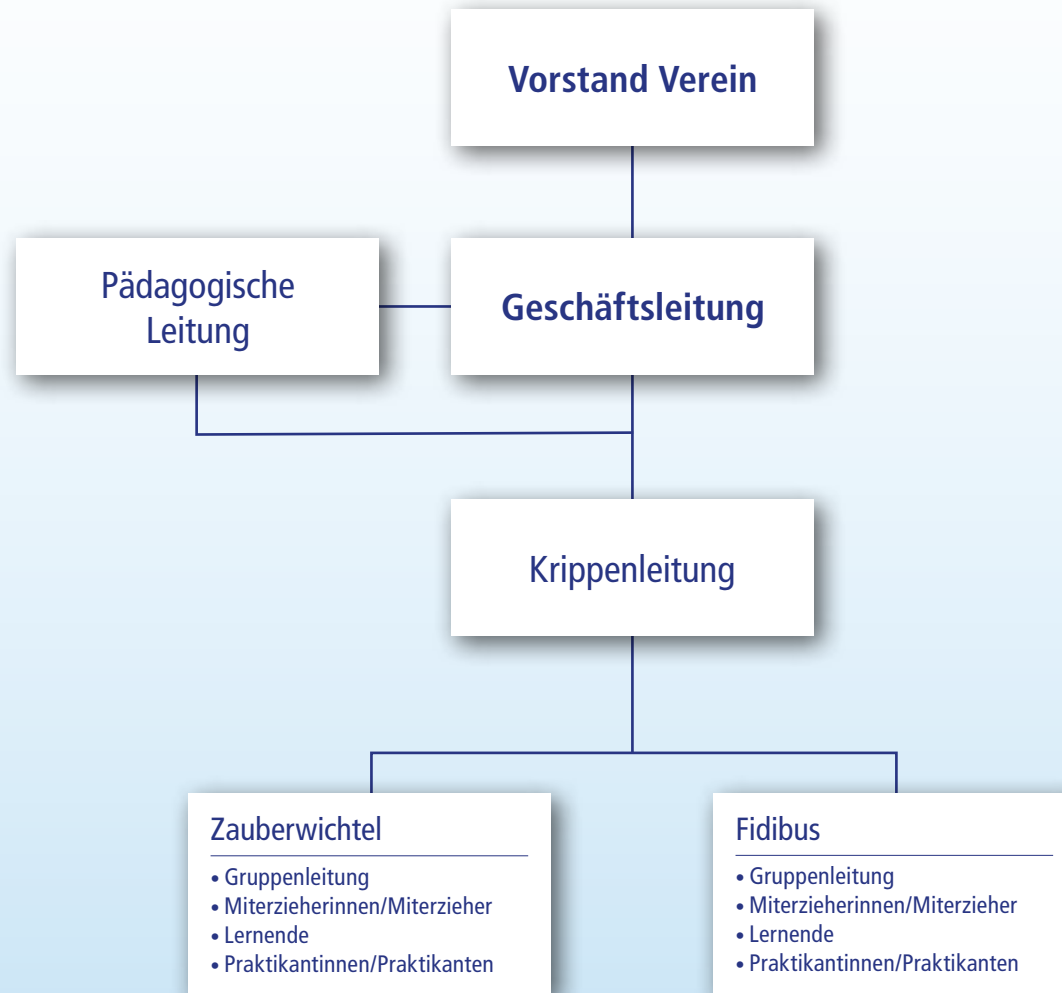 Vorstand Verein
Pädagogische
Leitung
Geschäftsleitung
Krippenleitung
Zauberwichtel
• Gruppenleitung
• Miterzieherinnen/Miterzieher
• Lernende
• Praktikantinnen/Praktikanten
Fidibus
• Gruppenleitung
• Miterzieherinnen/Miterzieher
• Lernende
• Praktikantinnen/Praktikanten